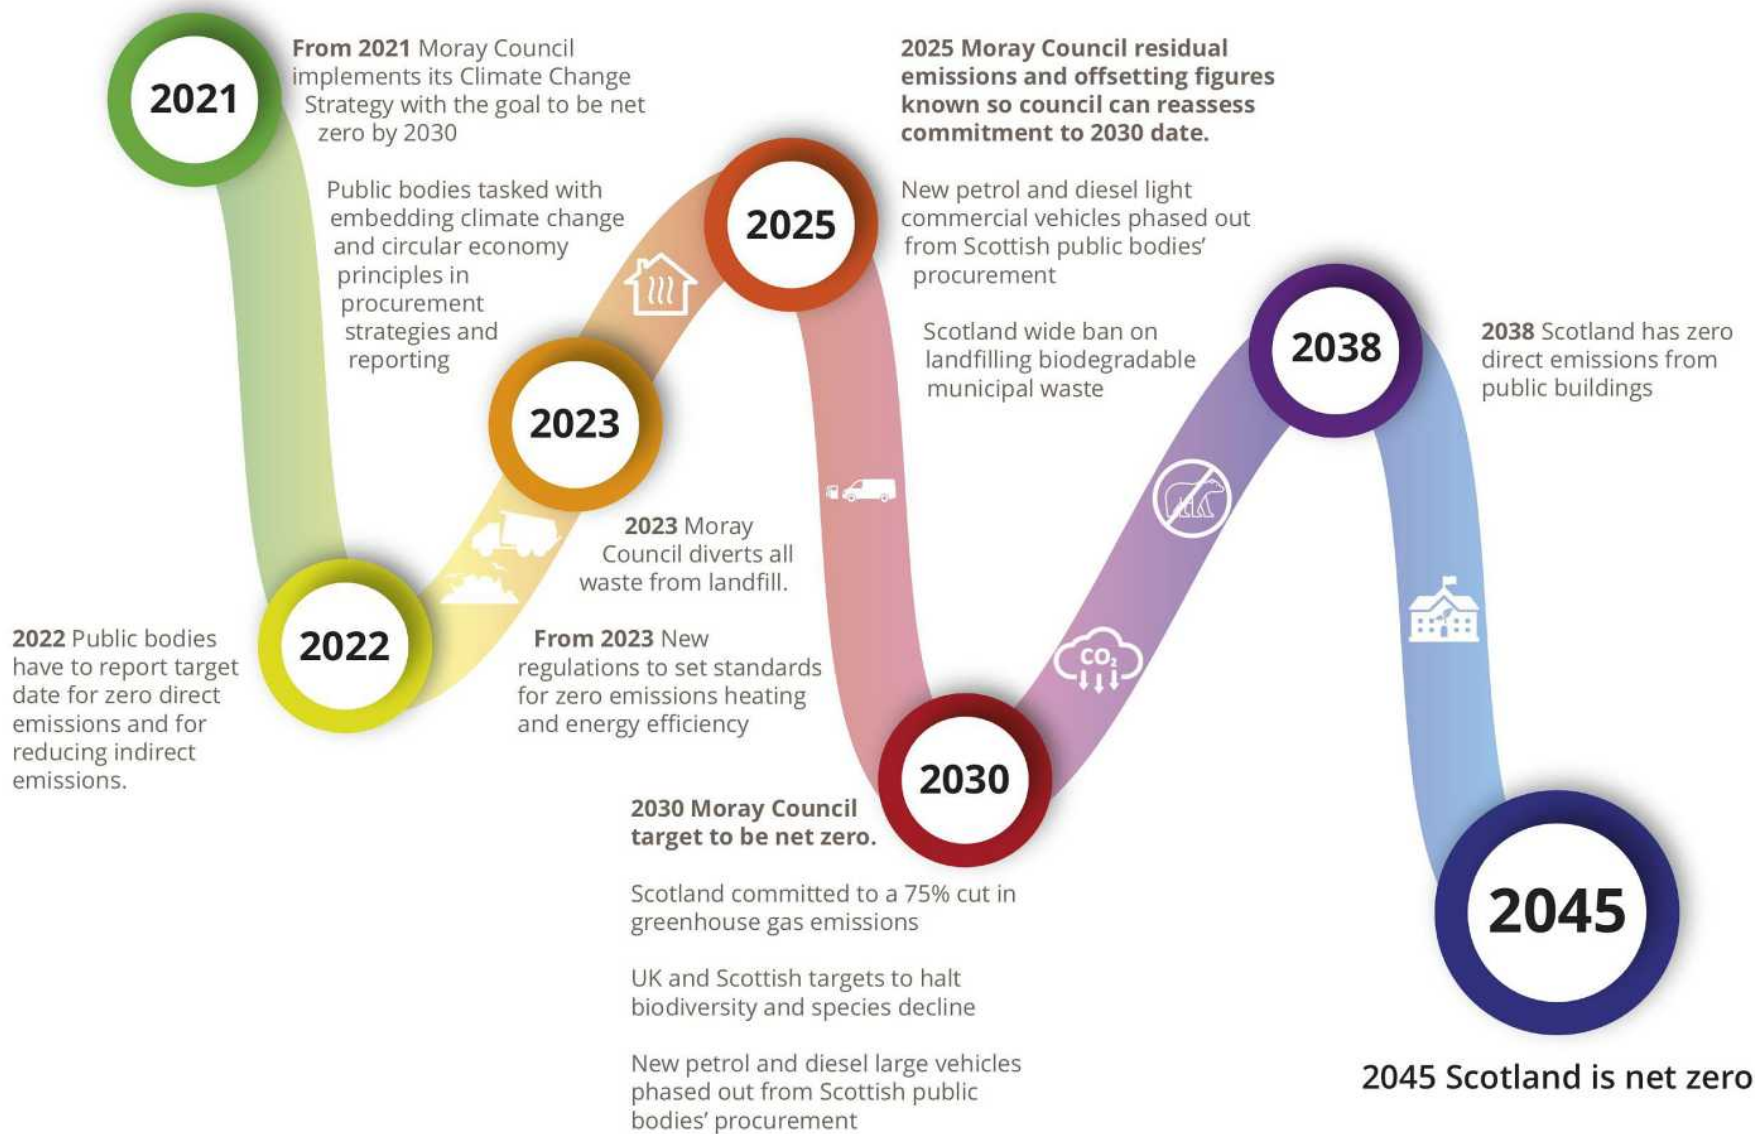 2021
From 2021 Moray Council
implements its Climate Change
Strategy with the goal to be net
zero by 2030
Public bodies tasked with
embedding climate change
and circular economy
principles in
procurement
strategies and
reporting
2022
2022 Public bodies
have to report target
date for zero direct
emissions and for
reducing indirect
emissions.
2023
2023 Moray
Council diverts all
waste from landfill.
From 2023 New
regulations to set standards
for zero emissions heating
and energy efficiency
2025
2025 Moray Council residual
emissions and offsetting figures
known so council can reassess
commitment to 2030 date.
New petrol and diesel light
commercial vehicles phased out
from Scottish public bodies’
procurement
Scotland wide ban on
landfilling biodegradable
municipal waste
2030
2030 Moray Council
target to be net zero.
Scotland committed to a 75% cut in
greenhouse gas emissions
UK and Scottish targets to halt
biodiversity and species decline
New petrol and diesel large vehicles
phased out from Scottish public
bodies’ procurement
CO₂
2038
2038 Scotland has zero
direct emissions from
public buildings
2045
2045 Scotland is net zero